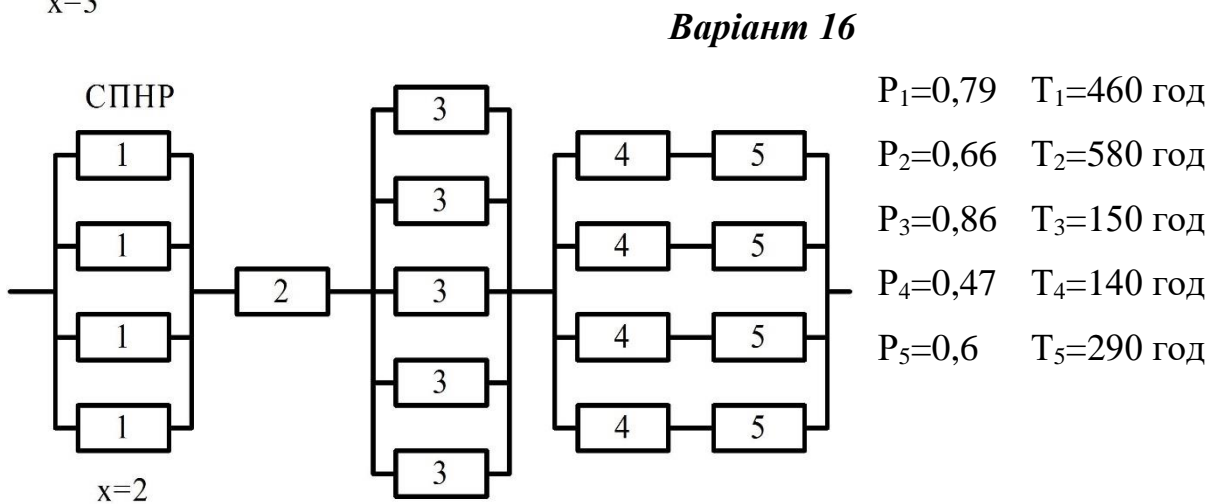 x=3
Варіант 16
СПНР
1
1
1
1
x=2
2
3
3
3
3
3
4 5
4 5
4 5
4 5
P₁=0,79 T₁=460 год
P₂=0,66 T₂=580 год
P₃=0,86 T₃=150 год
P₄=0,47 T₄=140 год
P₅=0,6 T₅=290 год